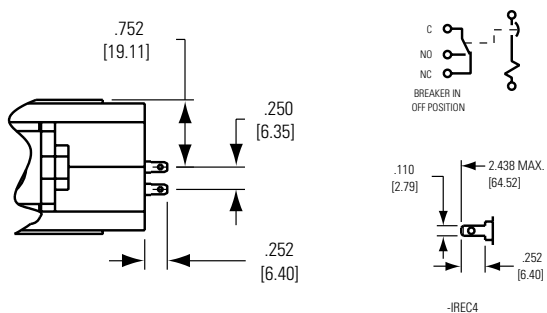 .752
[19.11]
.250
[6.35]
.252
[6.40]
C
NO
NC
BREAKER IN
OFF POSITION
.110
[2.79]
2.438 MAX.
[64.52]
.252
[6.40]
-IREC4